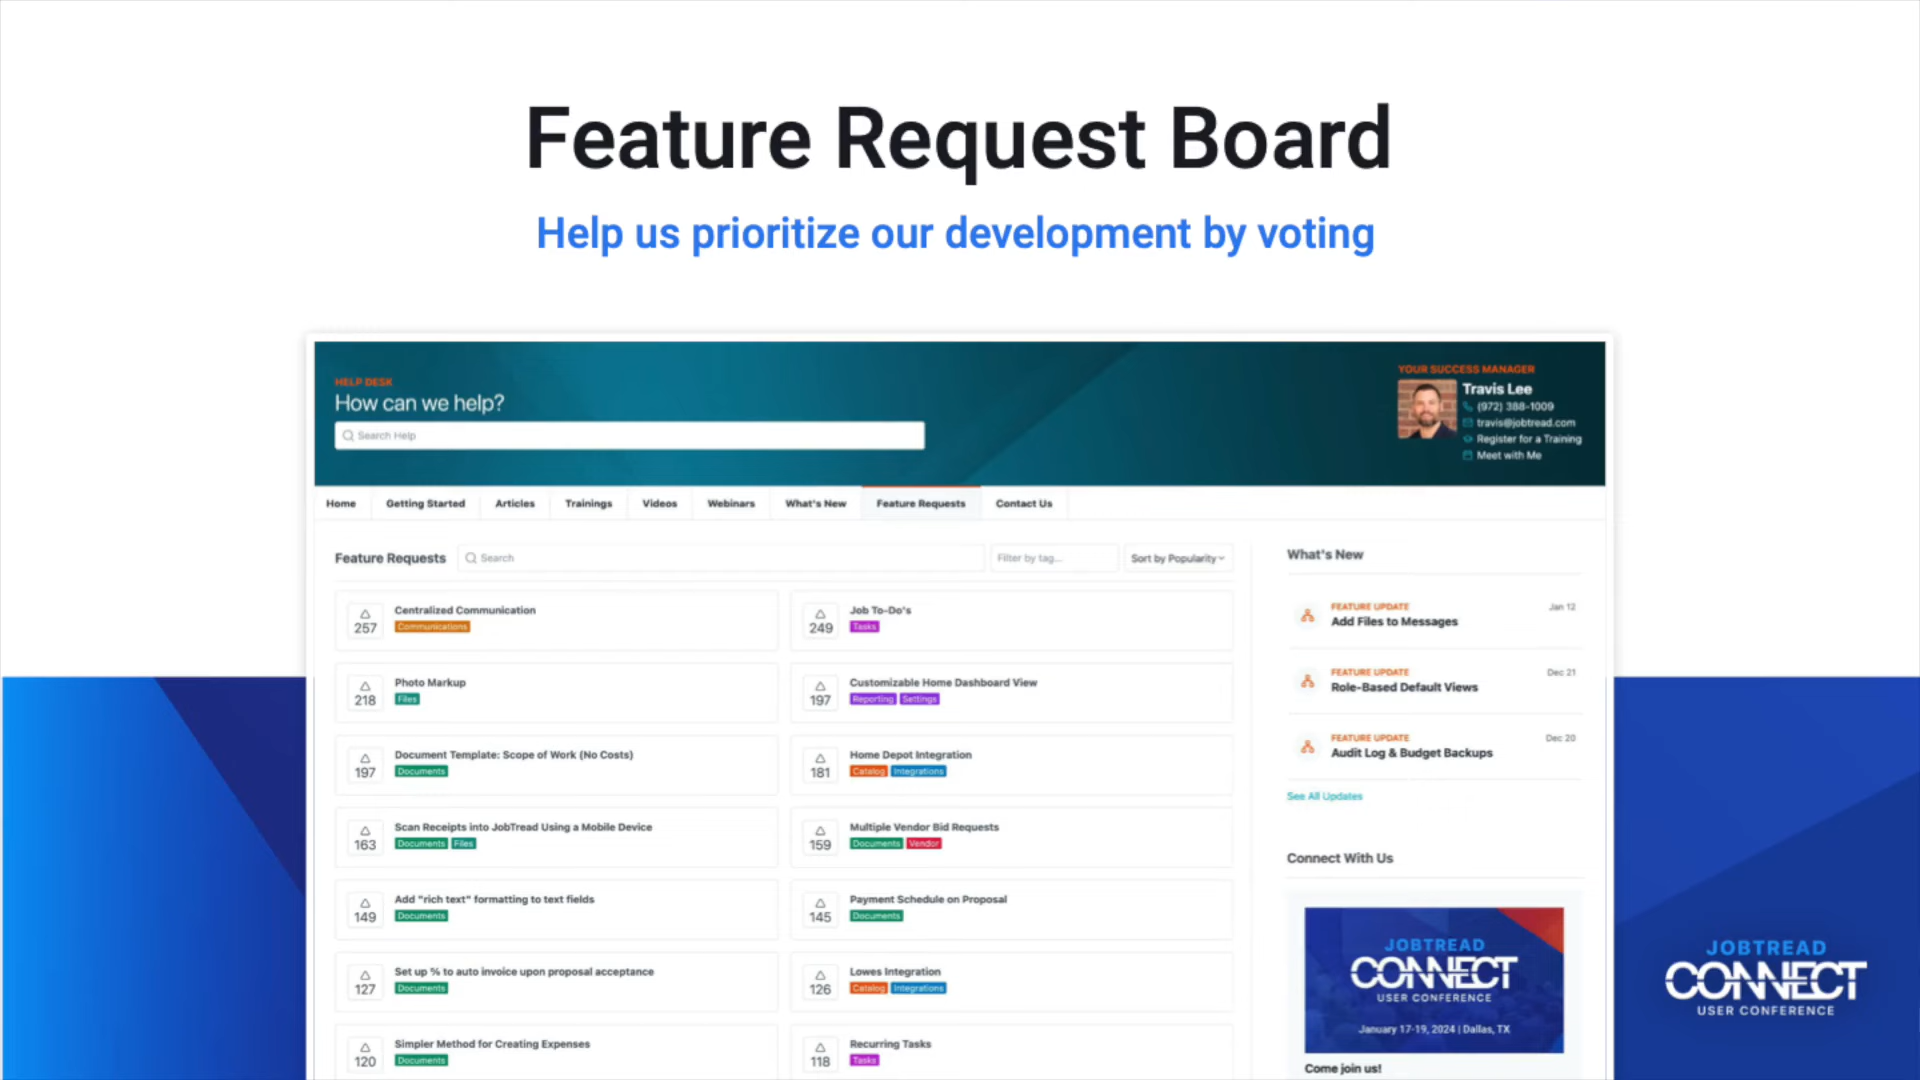 Feature Request Board
Help us prioritize our development by voting
HELP DESK
How can we help?
Search Help
YOUR SUCCESS MANAGER
Travis Lee
(972) 388-1009
travis@jobtread.com
Register for a Training
Meet with Me
Home Getting Started Articles Trainings Videos Webinars What's New Feature Requests Contact Us
Feature Requests Search Filter by tag... Sort by Popularity
257 Centralized Communication
Communications
249 Job To-Do's
Tasks
218 Photo Markup
Files
197 Customizable Home Dashboard View
Reporting Settings
197 Document Template: Scope of Work (No Costs)
Documents
181 Home Depot Integration
Catalog Integrations
163 Scan Receipts into JobTread Using a Mobile Device
Documents Files
159 Multiple Vendor Bid Requests
Documents Vendor
149 Add "rich text" formatting to text fields
Documents
145 Payment Schedule on Proposal
Documents
127 Set up % to auto invoice upon proposal acceptance
Documents
126 Lowes Integration
Catalog Integrations
120 Simpler Method for Creating Expenses
Documents
118 Recurring Tasks
Tasks
What's New
FEATURE UPDATE Jan 12
Add Files to Messages
FEATURE UPDATE Dec 21
Role-Based Default Views
FEATURE UPDATE Dec 20
Audit Log & Budget Backups
See All Updates
Connect With Us
JOBTREAD
CONNECT
USER CONFERENCE
January 17-19, 2024 | Dallas, TX
Come join us!
JOBTREAD
CONNECT
USER CONFERENCE